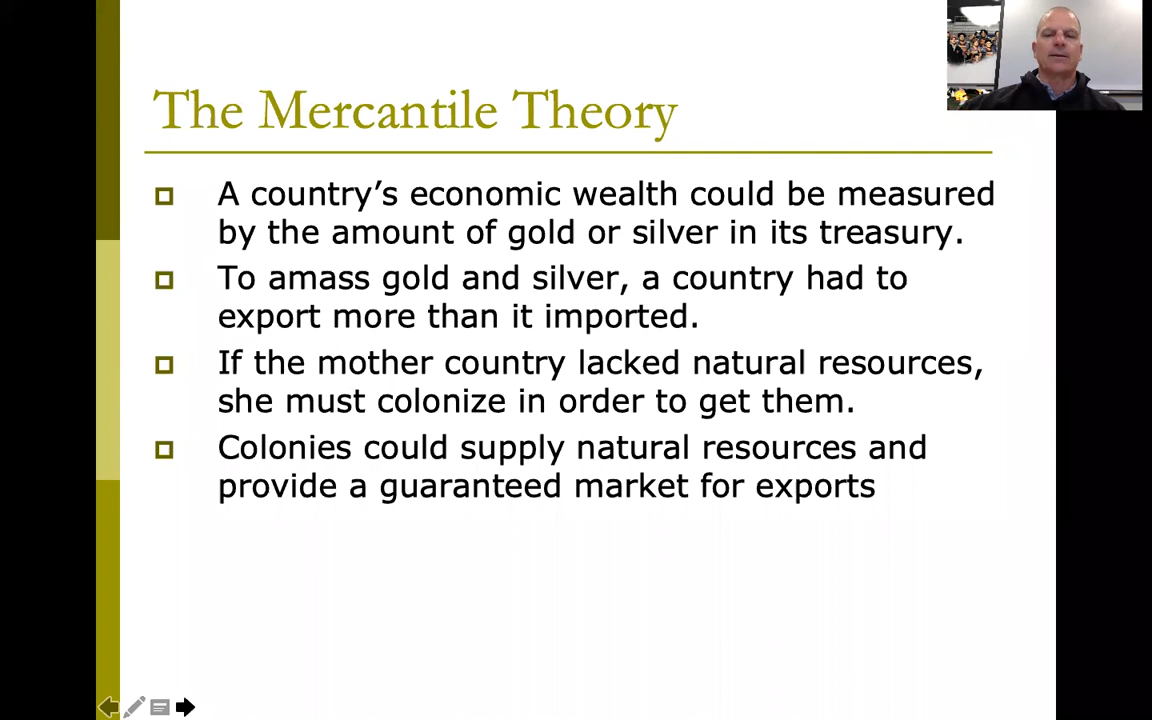 The Mercantile Theory
A country’s economic wealth could be measured
by the amount of gold or silver in its treasury.
To amass gold and silver, a country had to
export more than it imported.
If the mother country lacked natural resources,
she must colonize in order to get them.
Colonies could supply natural resources and
provide a guaranteed market for exports